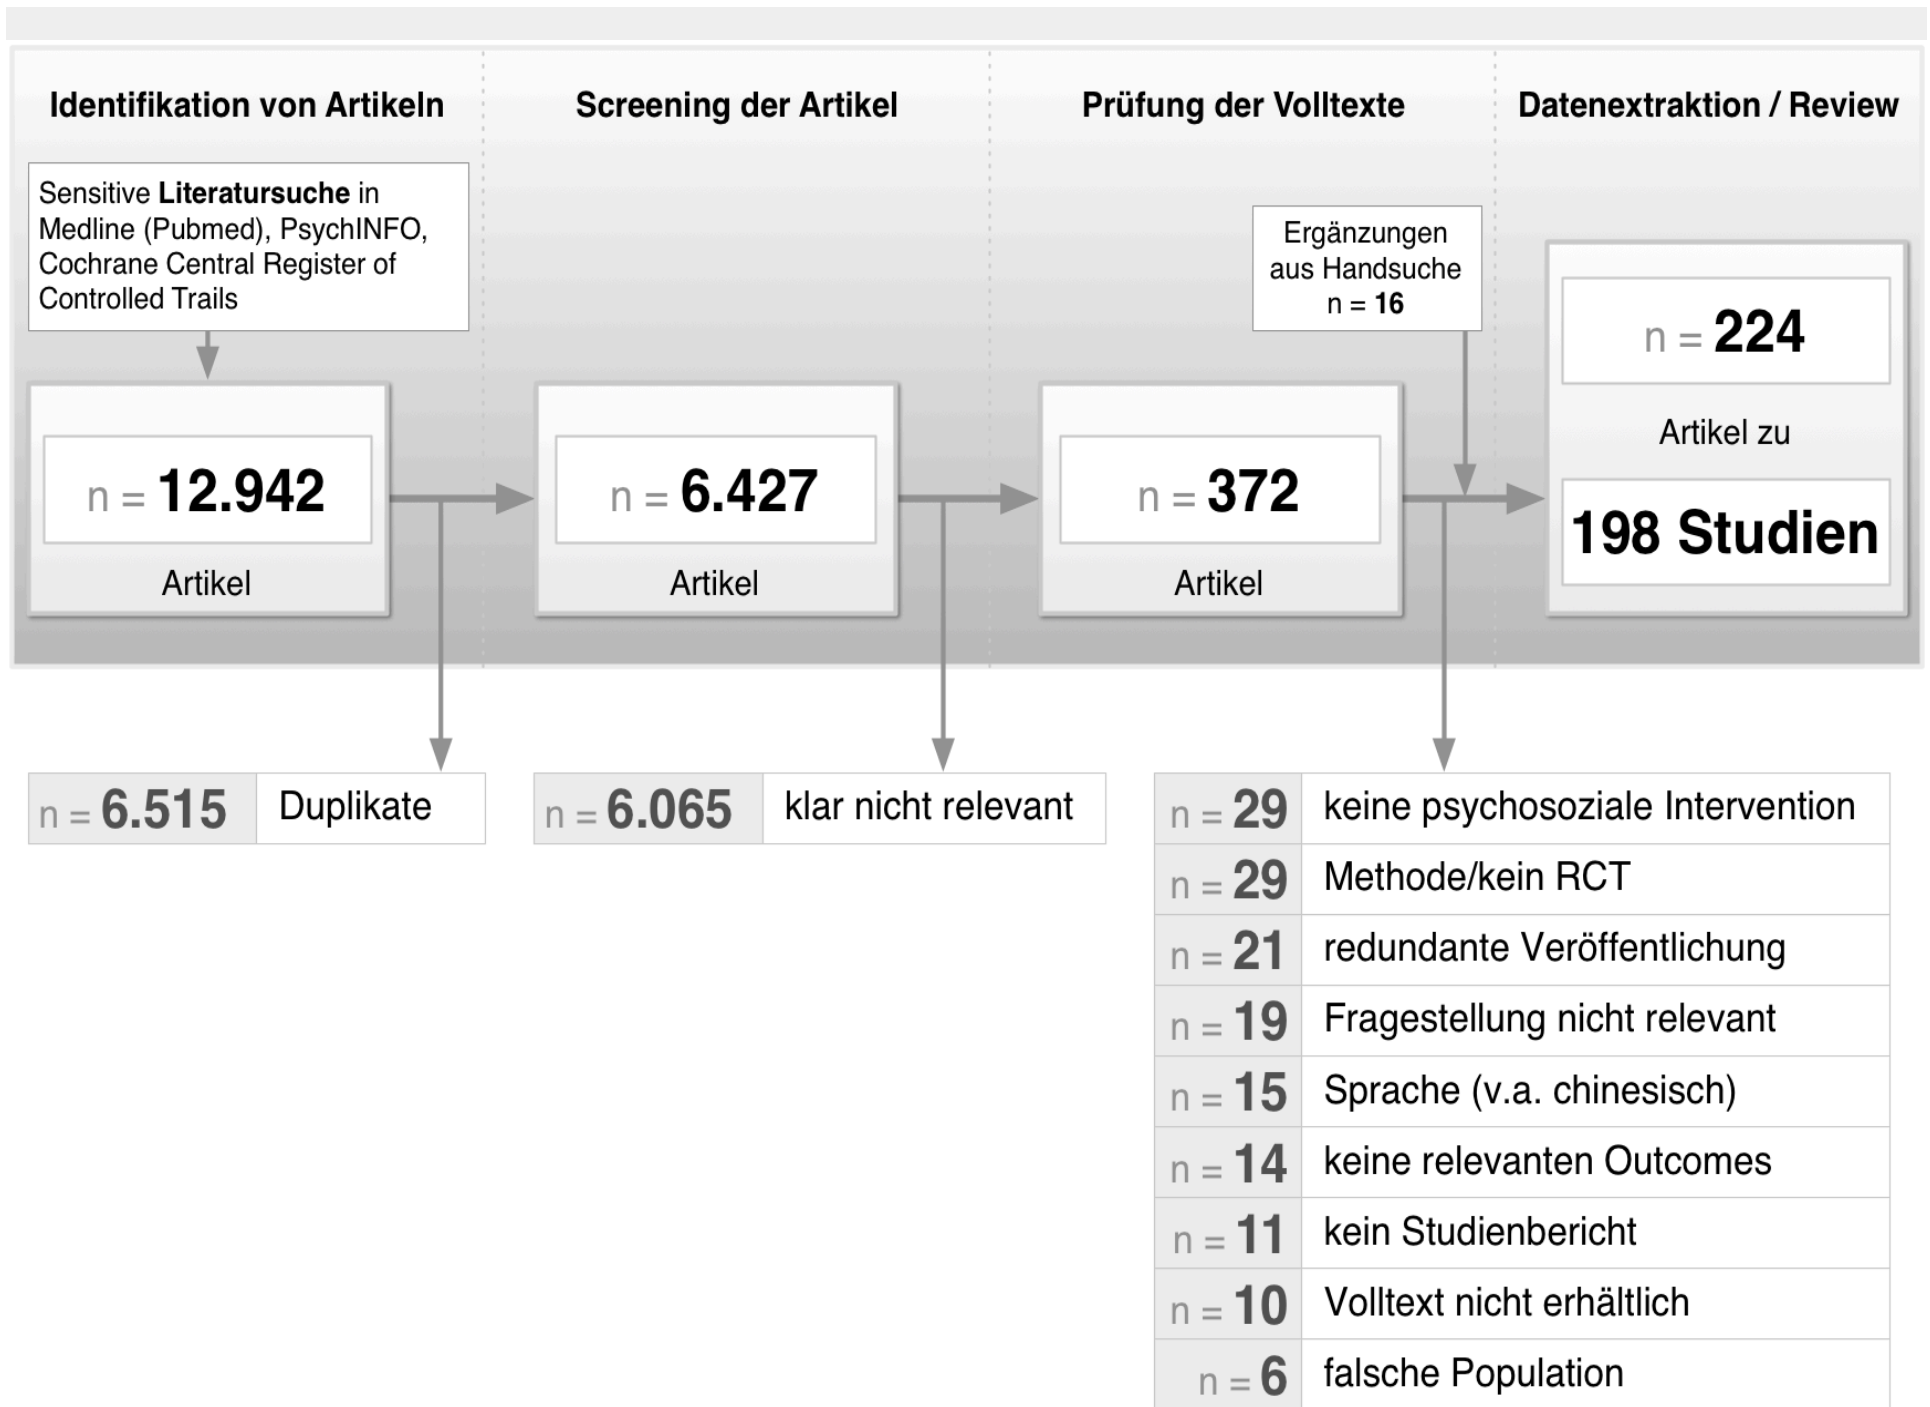 Identifikation von Artikeln
Screening der Artikel
Prüfung der Volltexte
Datenextraktion / Review
Sensitive Literatursuche in
Medline (Pubmed), PsychINFO,
Cochrane Central Register of
Controlled Trails
Ergänzungen
aus Handsuche
n = 16
n = 12.942
Artikel
n = 6.427
Artikel
n = 372
Artikel
n = 224
Artikel zu
198 Studien
n = 6.515 Duplikate
n = 6.065 klar nicht relevant
n = 29 keine psychosoziale Intervention
n = 29 Methode/kein RCT
n = 21 redundante Veröffentlichung
n = 19 Fragestellung nicht relevant
n = 15 Sprache (v.a. chinesisch)
n = 14 keine relevanten Outcomes
n = 11 kein Studienbericht
n = 10 Volltext nicht erhältlich
n = 6 falsche Population